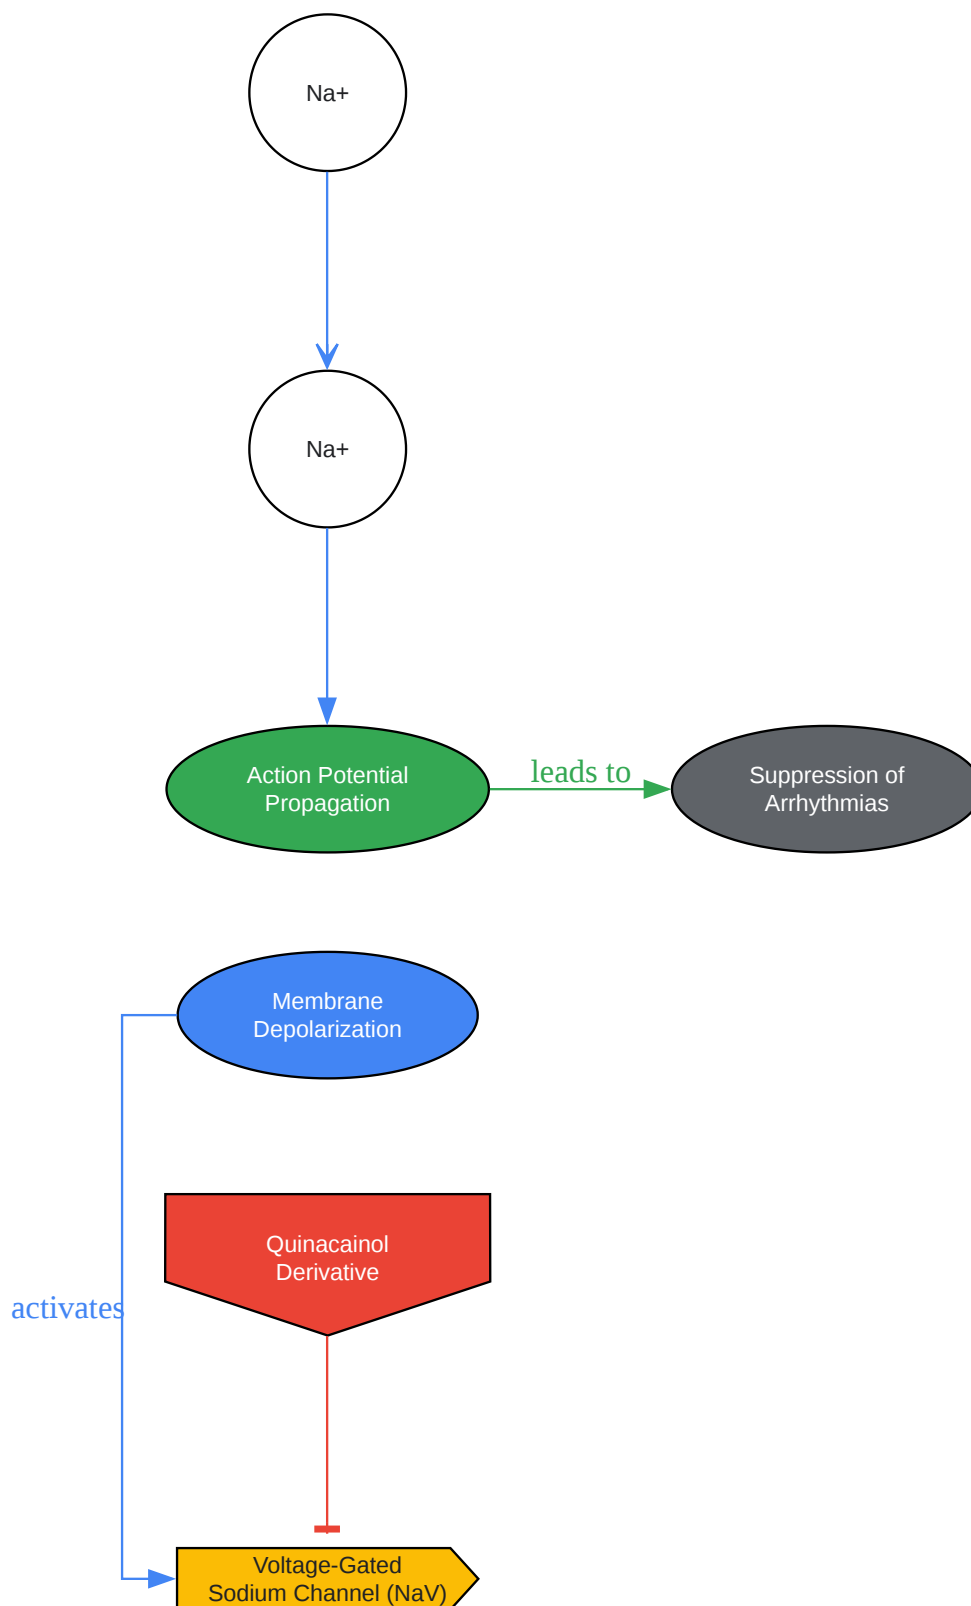 Na+
Na+
Action Potential
Propagation
leads to
Suppression of
Arrhythmias
Membrane
Depolarization
Quinacainol
Derivative
activates
Voltage-Gated
Sodium Channel (NaV)